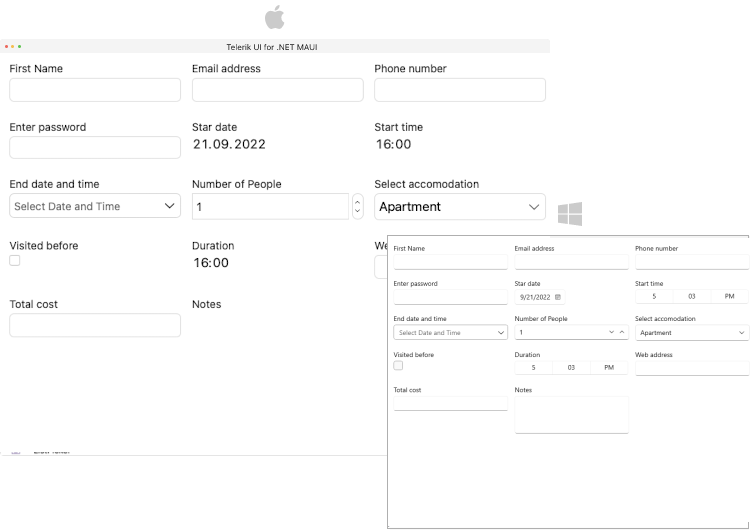 Telerik UI for .NET MAUI
First Name Email address Phone number
Enter password Star date Start time
21.09.2022 16:00
End date and time Number of People Select accomodation
Select Date and Time 1 Apartment
Visited before Duration We
16:00
Total cost Notes
First Name Email address Phone number
Enter password Star date Start time
9/21/2022 5 03 PM
End date and time Number of People Select accomodation
Select Date and Time 1 Apartment
Visited before Duration Web address
5 03 PM
Total cost Notes